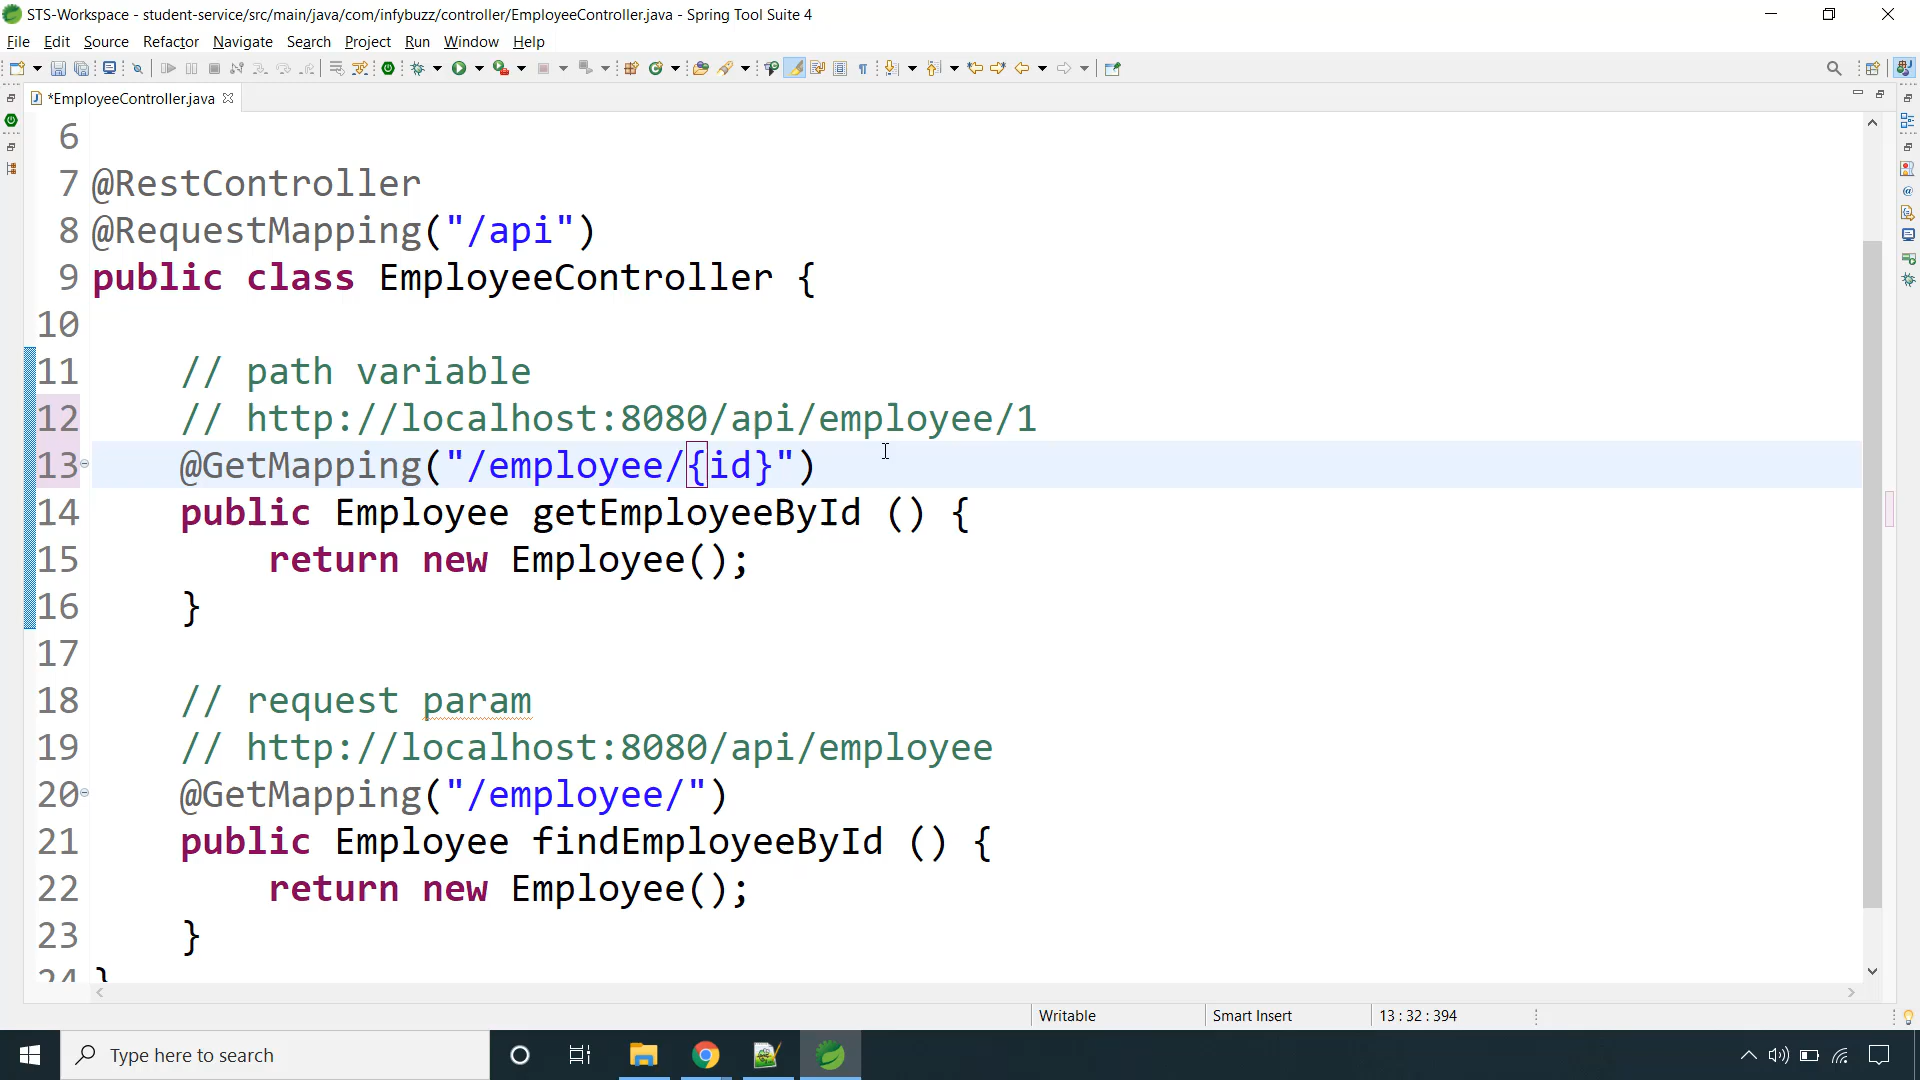 STS-Workspace - student-service/src/main/java/com/infybuzz/controller/EmployeeController.java - Spring Tool Suite 4
File Edit Source Refactor Navigate Search Project Run Window Help
*EmployeeController.java
6
7 @RestController
8 @RequestMapping("/api")
9 public class EmployeeController {
10
11 // path variable
12 // http://localhost:8080/api/employee/1
13 @GetMapping("/employee/{id}")
14 public Employee getEmployeeById () {
15 return new Employee();
16 }
17
18 // request param
19 // http://localhost:8080/api/employee
20 @GetMapping("/employee/")
21 public Employee findEmployeeById () {
22 return new Employee();
23 }
24 }
Writable Smart Insert 13 : 32 : 394
Type here to search